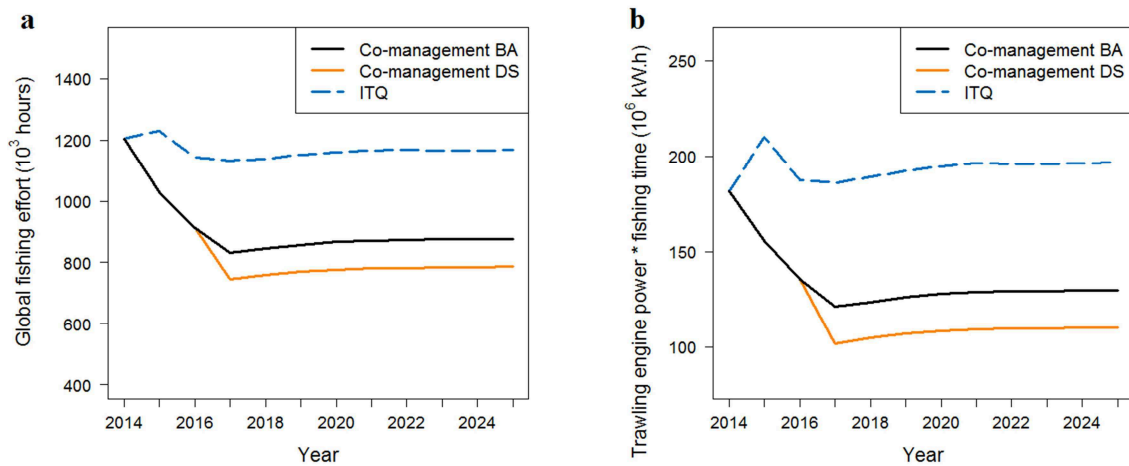 a
Global fishing effort (10³ hours)
1400
1200
1000
800
600
400
Co-management BA
Co-management DS
ITQ
2014 2016 2018 2020 2022 2024
Year
b
Trawling engine power * fishing time (10⁶ kW.h)
250
200
150
100
Co-management BA
Co-management DS
ITQ
2014 2016 2018 2020 2022 2024
Year